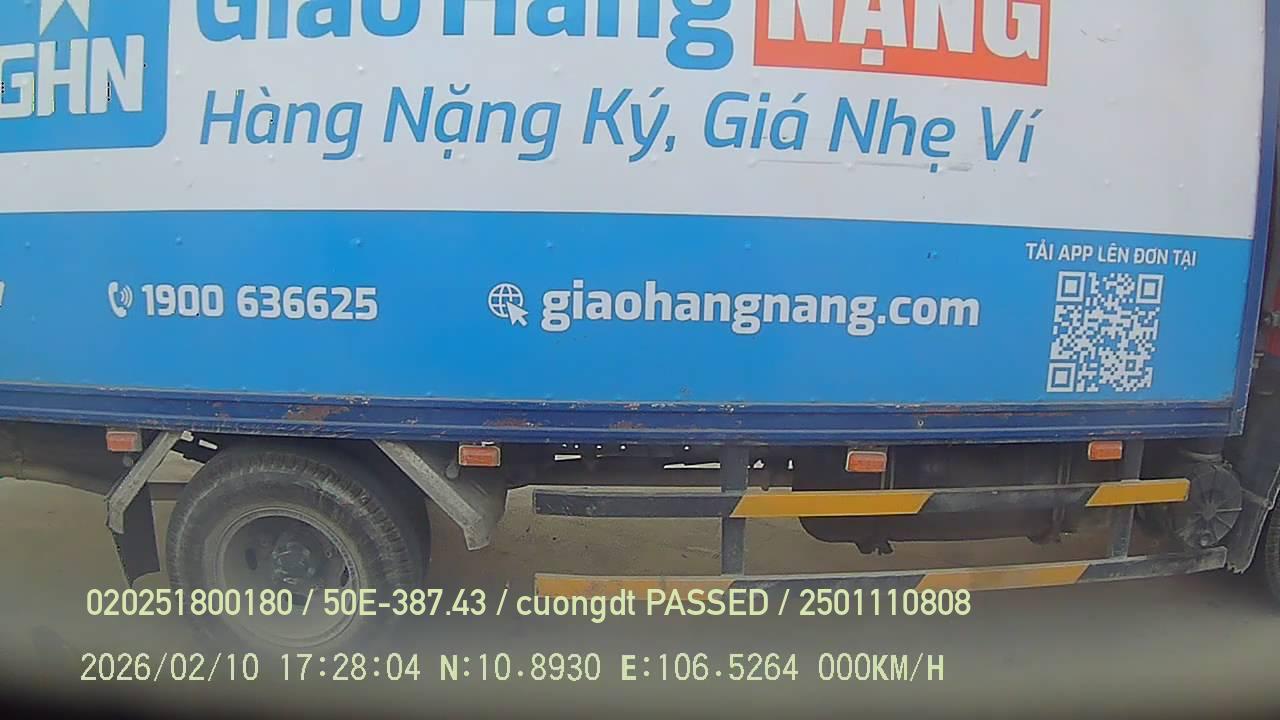 GHN
Giao Hàng NẶNG
Hàng Nặng Ký, Giá Nhẹ Ví
TẢI APP LÊN ĐƠN TẠI
1900 636625
giaohangnang.com
020251800180 / 50E-387.43 / cuongdt PASSED / 2501110808
2026/02/10 17:28:04 N:10.8930 E:106.5264 000KM/H